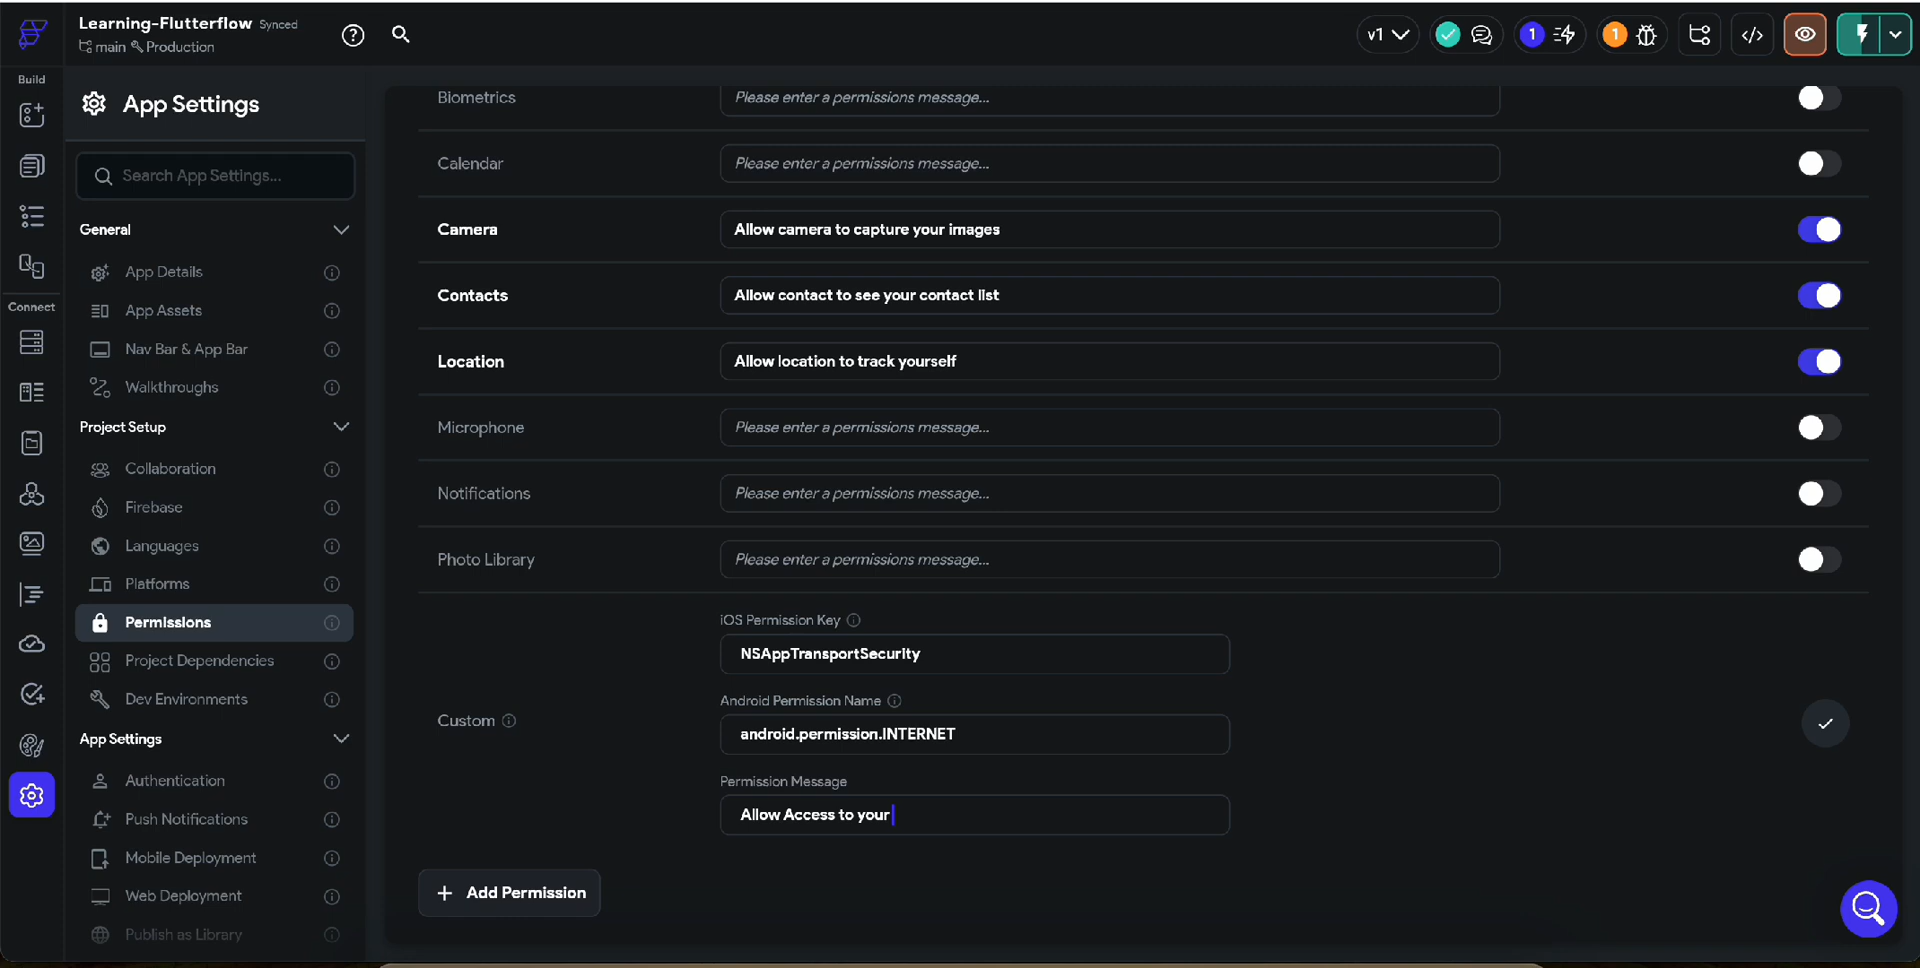 Learning-Flutterflow Synced
main Production
v1
1
1
Build
Connect
App Settings
Search App Settings...
General
App Details
App Assets
Nav Bar & App Bar
Walkthroughs
Project Setup
Collaboration
Firebase
Languages
Platforms
Permissions
Project Dependencies
Dev Environments
App Settings
Authentication
Push Notifications
Mobile Deployment
Web Deployment
Publish as Library
Biometrics Please enter a permissions message...
Calendar Please enter a permissions message...
Camera Allow camera to capture your images
Contacts Allow contact to see your contact list
Location Allow location to track yourself
Microphone Please enter a permissions message...
Notifications Please enter a permissions message...
Photo Library Please enter a permissions message...
iOS Permission Key
NSAppTransportSecurity
Android Permission Name
Custom
android.permission.INTERNET
Permission Message
Allow Access to your
+ Add Permission